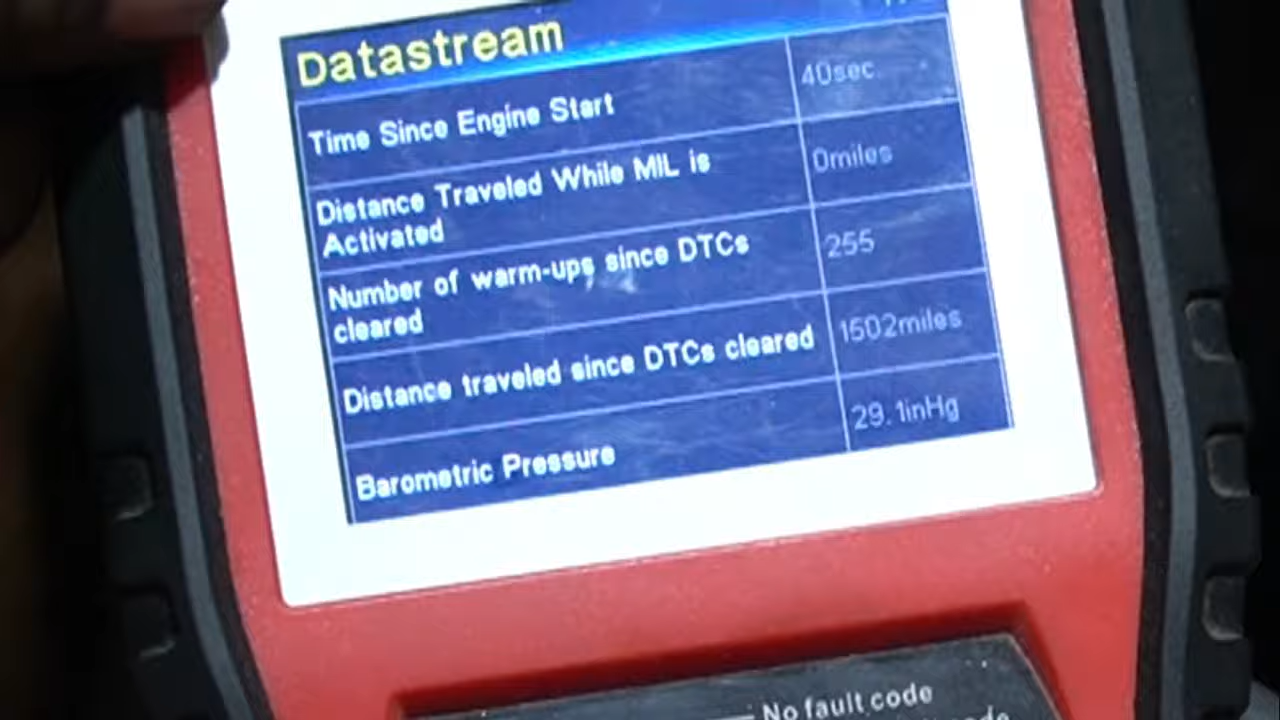 Datastream
Time Since Engine Start 40sec
Distance Traveled While MIL is
Activated 0miles
Number of warm-ups since DTCs
cleared 255
Distance traveled since DTCs cleared 1502miles
Barometric Pressure 29.1inHg
No fault code